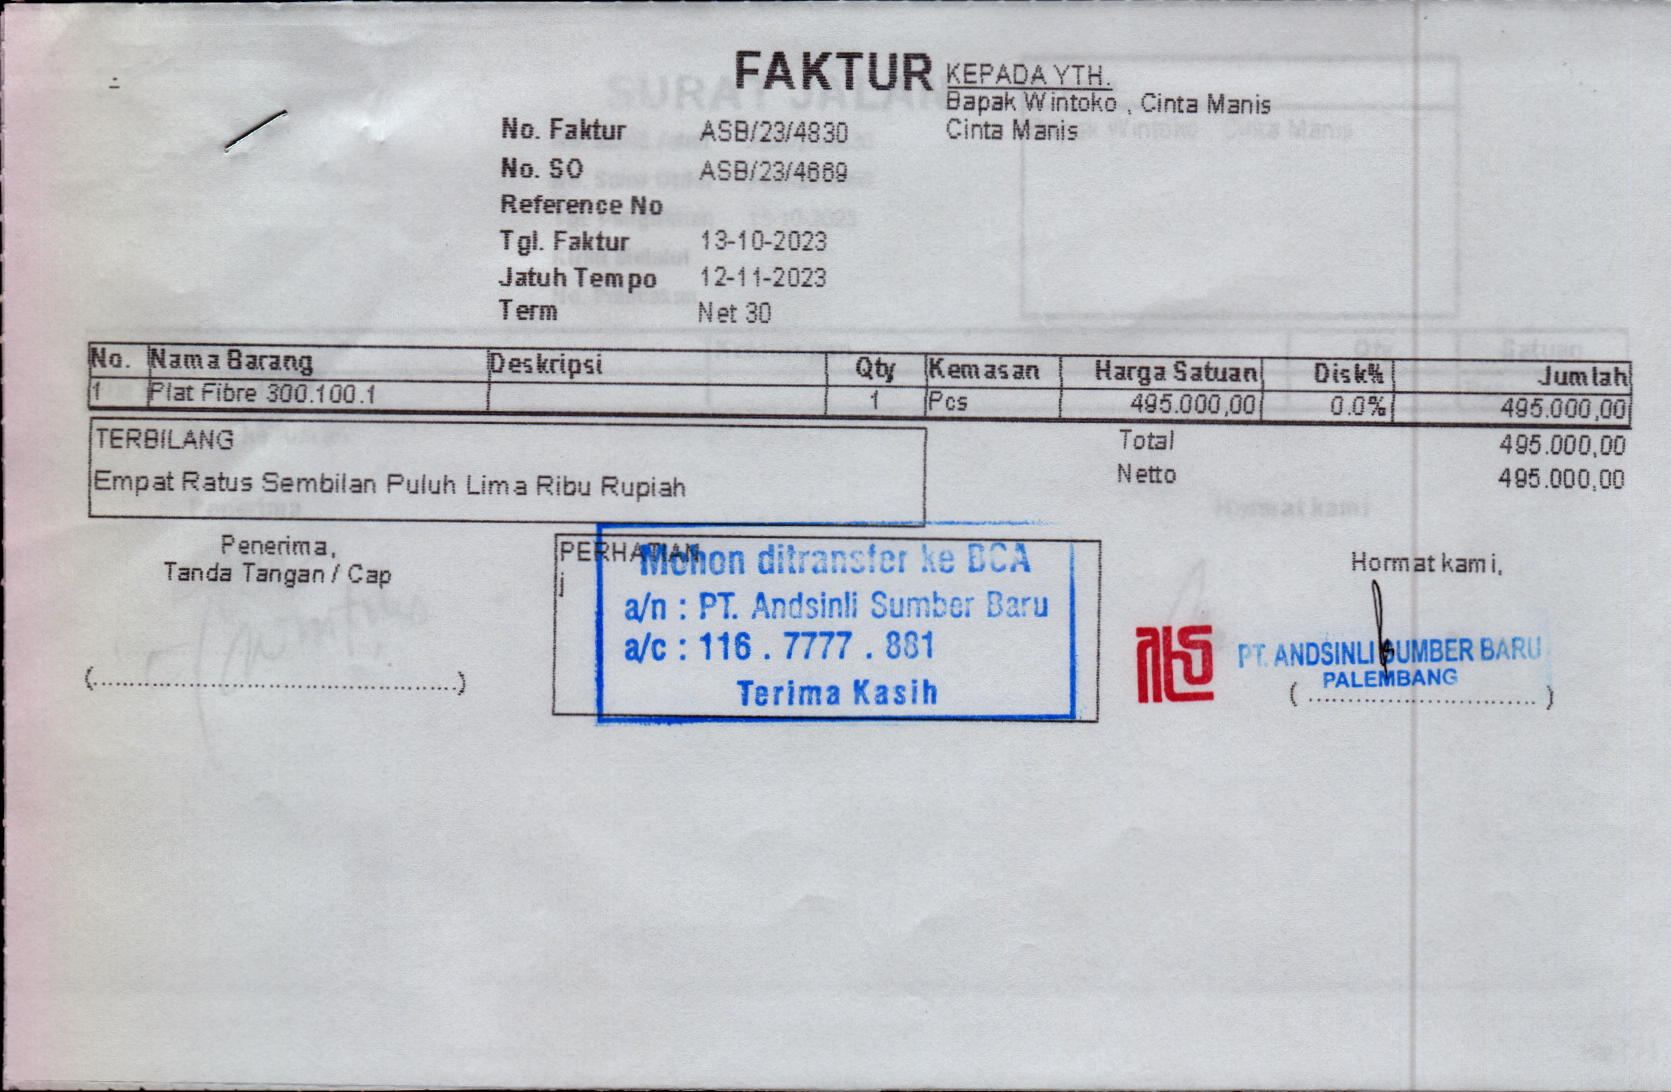 FAKTUR
KEPADA YTH.
Bapak Wintoko , Cinta Manis
Cinta Manis
No. Faktur ASB/23/4830
No. SO ASB/23/4669
Reference No
Tgl. Faktur 13-10-2023
Jatuh Tempo 12-11-2023
Term Net 30
No. Nama Barang Deskripsi Qty Kemasan Harga Satuan Disk% Jumlah
1 Plat Fibre 300.100.1 1 Pcs 495.000,00 0.0% 495.000,00
TERBILANG
Empat Ratus Sembilan Puluh Lima Ribu Rupiah
Total 495.000,00
Netto 495.000,00
Penerima,
Tanda Tangan / Cap
(................................................)
PERHATIAN
j
Mohon ditransfer ke BCA
a/n : PT. Andsinli Sumber Baru
a/c : 116 . 7777 . 881
Terima Kasih
Hormat kami,
PT. ANDSINLI SUMBER BARU
PALEMBANG
( .............................. )